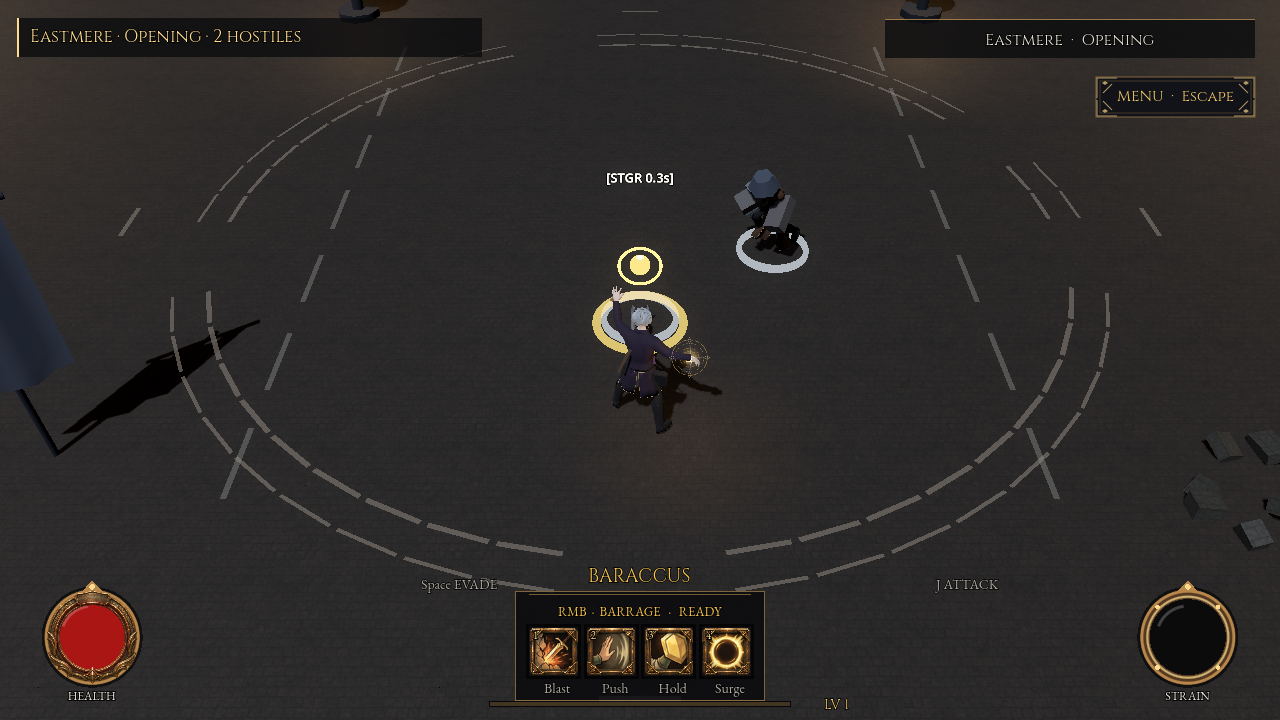 Eastmere · Opening · 2 hostiles
Eastmere · Opening
MENU · Escape
[STGR 0.3s]
Space EVADE
BARACCUS
J ATTACK
RMB · BARRAGE · READY
1 2 3 4
Blast Push Hold Surge
HEALTH
STRAIN
LV 1